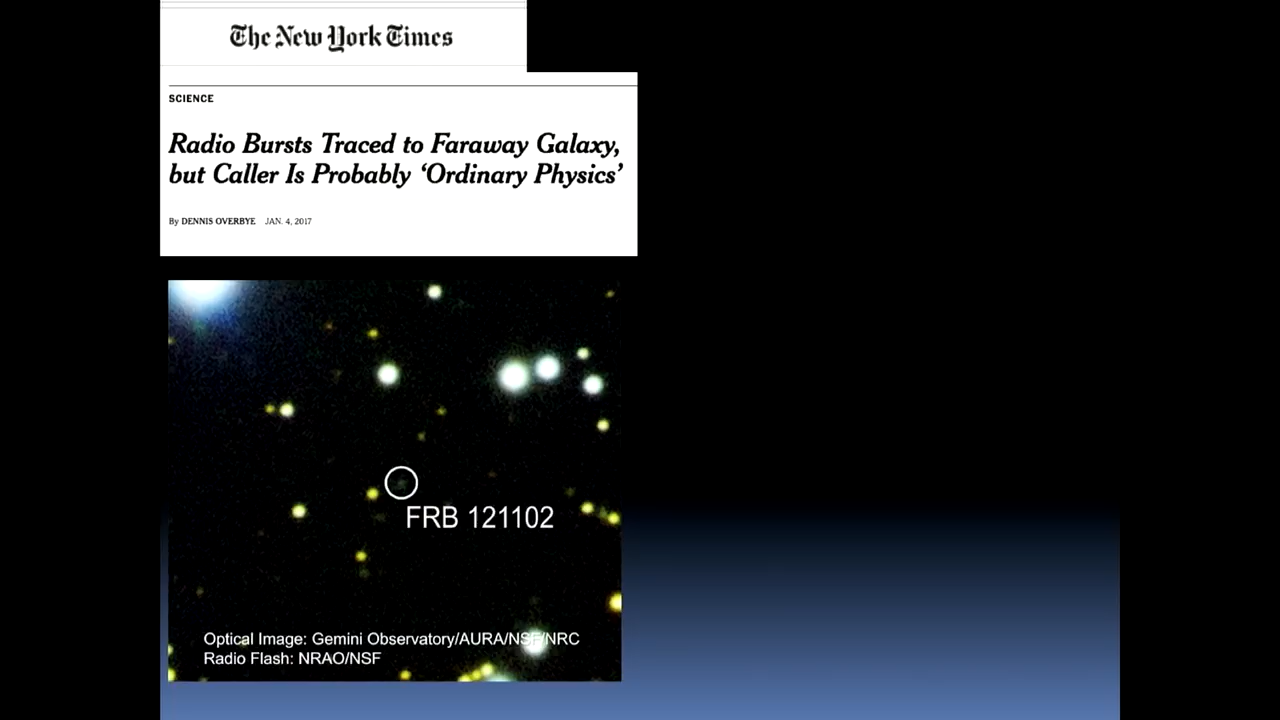 The New York Times
SCIENCE
Radio Bursts Traced to Faraway Galaxy,
but Caller Is Probably ‘Ordinary Physics’
By DENNIS OVERBYE JAN. 4, 2017
FRB 121102
Optical Image: Gemini Observatory/AURA/NSF/NRC
Radio Flash: NRAO/NSF